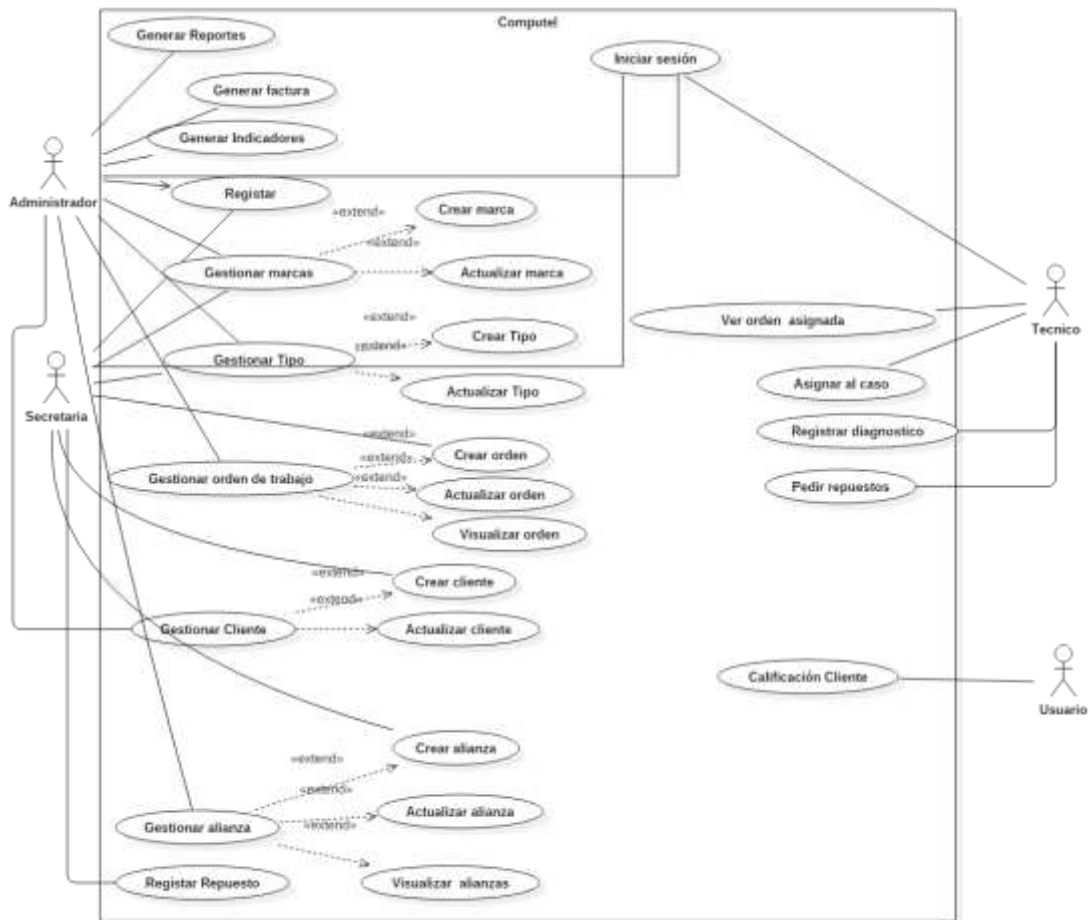 Computel
Generar Reportes
Iniciar sesión
Generar factura
Generar Indicadores
Administrador
Registar
«extend»
Crear marca
«extend»
Gestionar marcas
Actualizar marca
«extend»
Crear Tipo
Ver orden asignada
Tecnico
«extend»
Gestionar Tipo
Actualizar Tipo
Asignar al caso
Secretaria
«extend»
Crear orden
Registrar diagnostico
«extend»
«extend»
Gestionar orden de trabajo
Actualizar orden
Pedir repuestos
Visualizar orden
«extend»
Crear cliente
«extend»
Gestionar Cliente
Actualizar cliente
Calificación Cliente
Usuario
Crear alianza
«extend»
«extend»
Actualizar alianza
«extend»
Gestionar alianza
Registar Repuesto
Visualizar alianzas